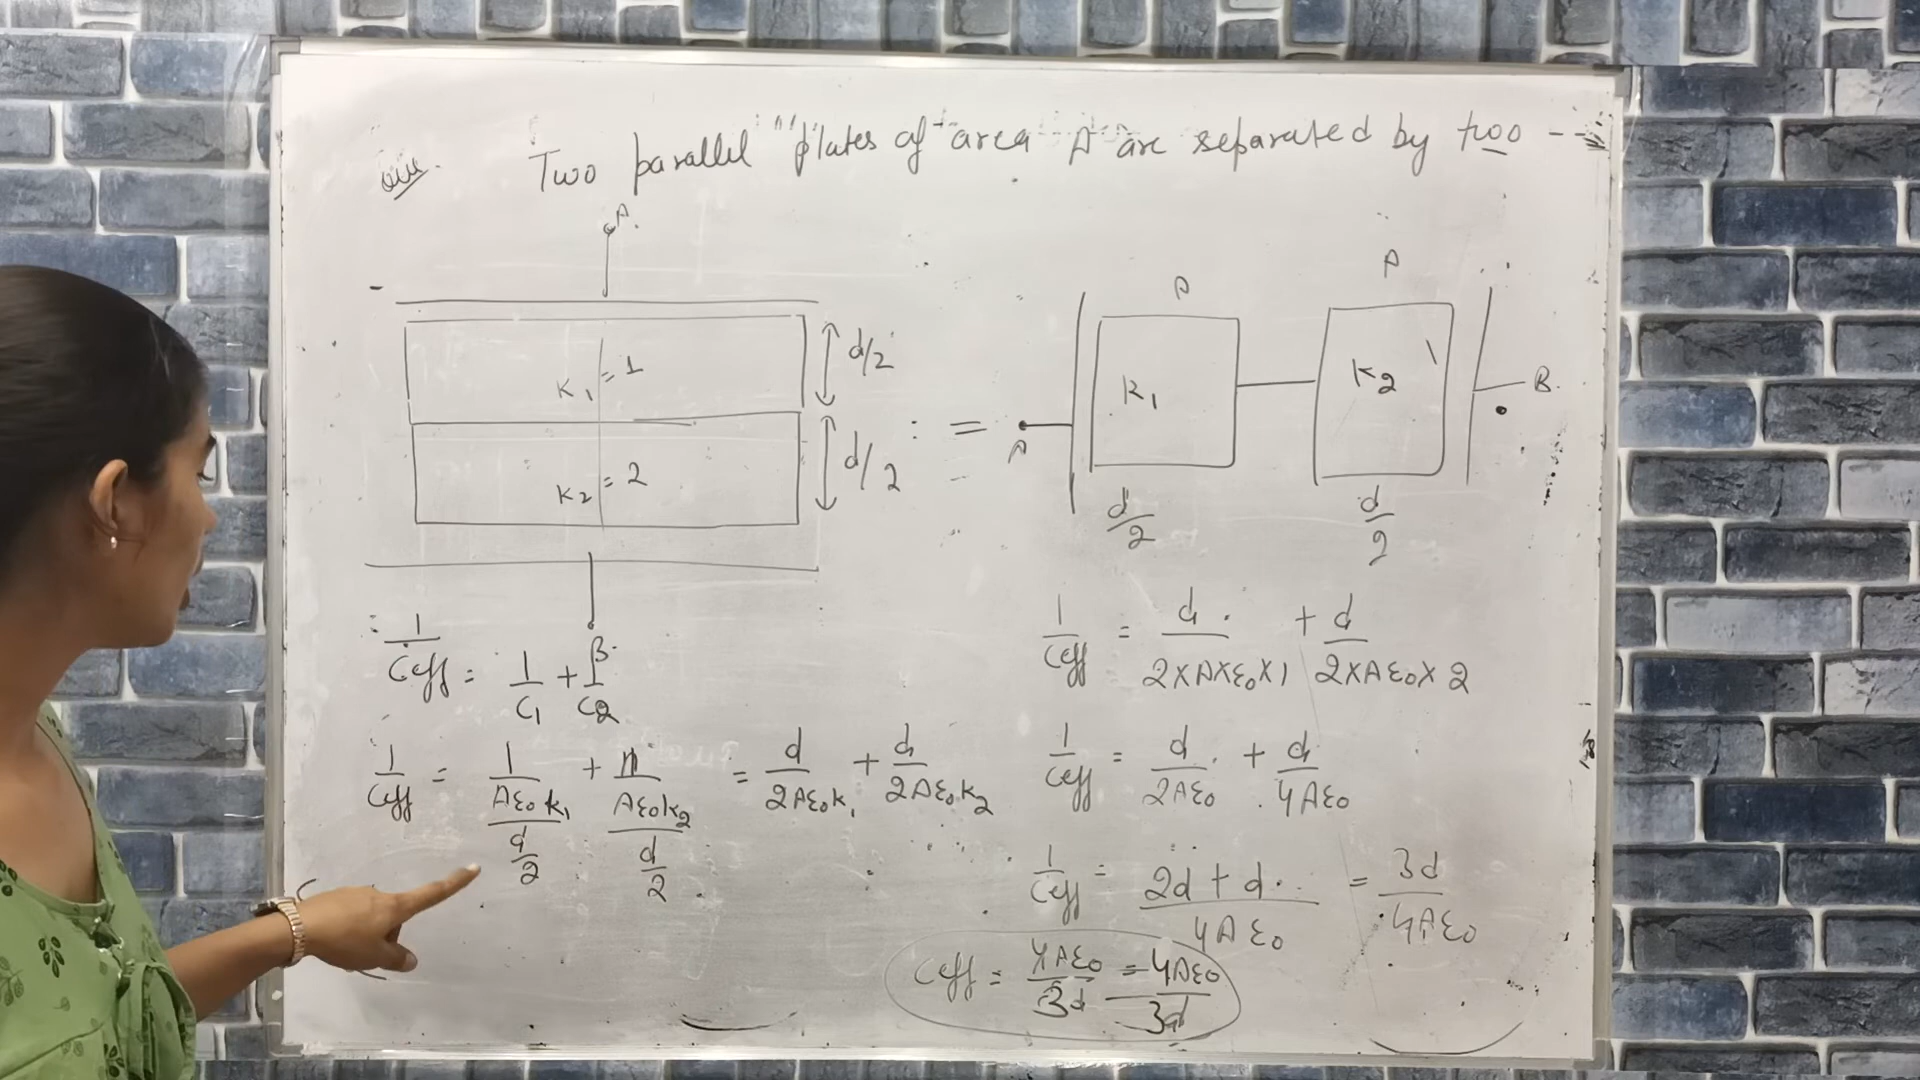 Two parallel "plates of area A are separated by two --→
A
K₁ = 1
d/2
K₂ = 2
d/2
B
=
A
A
A
K₁
K₂
B.
d/2
d/2
1/Ceff = 1/C₁ + 1/C₂
1/Ceff = 1/(Aε₀k₁/(d/2)) + 1/(Aε₀k₂/(d/2)) = d/2Aε₀k₁ + d/2Aε₀k₂
1/Ceff = d/2×A×ε₀×1 + d/2×Aε₀×2
1/Ceff = d/2Aε₀ + d/4Aε₀
1/Ceff = 2d + d/4Aε₀ = 3d/4Aε₀
Ceff = 4Aε₀/3d = 4Aε₀/3d